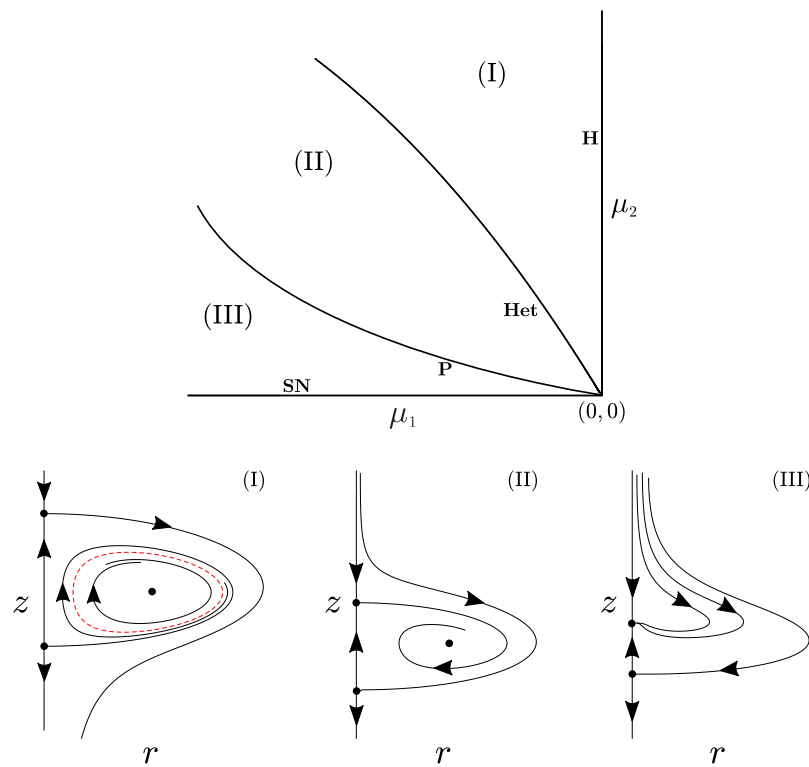 (I)
H
(II)
μ₂
Het
(III)
P
SN
(0, 0)
μ₁
(I)
(II)
(III)
z
z
z
r
r
r